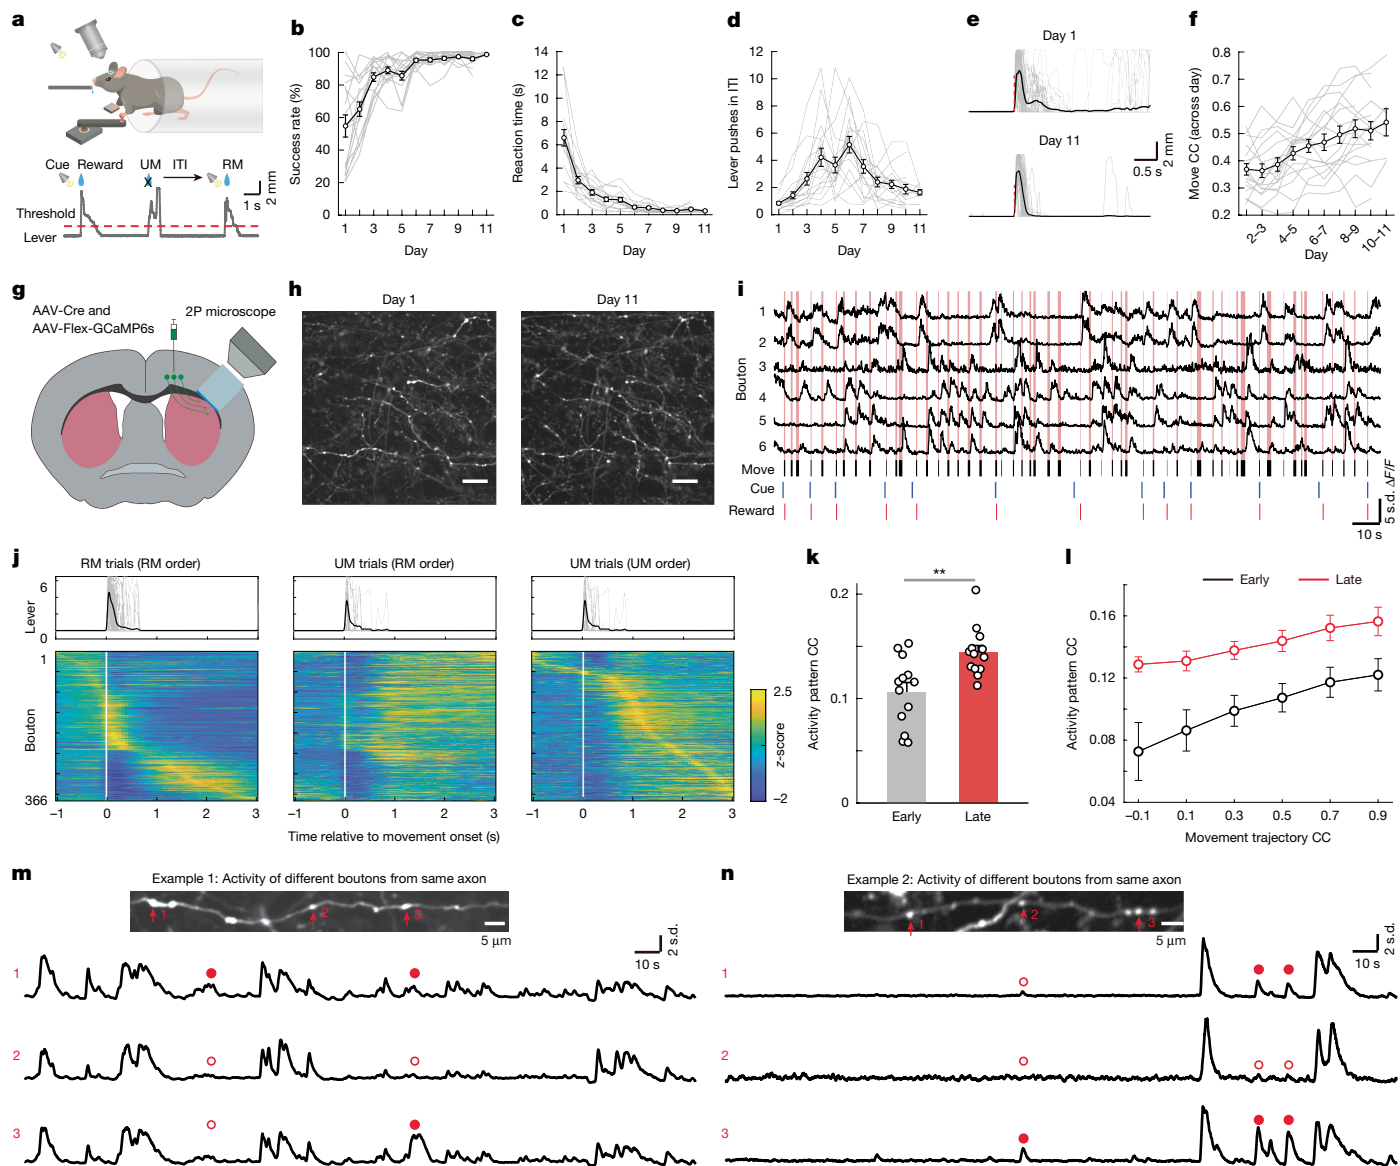 a
Cue Reward UM ITI RM
X
1 s
2 mm
Threshold
Lever
b
Success rate (%)
100
80
60
40
20
0
1 3 5 7 9 11
Day
c
Reaction time (s)
14
12
10
8
6
4
2
0
1 3 5 7 9 11
Day
d
Lever pushes in ITI
12
10
8
6
4
2
0
1 3 5 7 9 11
Day
e
Day 1
Day 11
0.5 s
2 mm
f
Move CC (across day)
0.8
0.7
0.6
0.5
0.4
0.3
0.2
2–3 4–5 6–7 8–9 10–11
Day
g
AAV-Cre and
AAV-Flex-GCaMP6s
2P microscope
h
Day 1 Day 11
i
Bouton
1
2
3
4
5
6
Move
Cue
Reward
5 s.d. ΔF/F
10 s
j
RM trials (RM order) UM trials (RM order) UM trials (UM order)
Lever
6
0
Bouton
1
366
−1 0 1 2 3 −1 0 1 2 3 −1 0 1 2 3
Time relative to movement onset (s)
2.5
z-score
−2
k
Activity pattern CC
**
0.2
0.1
0
Early Late
l
Early Late
Activity pattern CC
0.16
0.12
0.08
0.04
−0.1 0.1 0.3 0.5 0.7 0.9
Movement trajectory CC
m
Example 1: Activity of different boutons from same axon
1 2 3
5 µm
10 s
2 s.d.
1
2
3
n
Example 2: Activity of different boutons from same axon
1 2 3
5 µm
10 s
2 s.d.
1
2
3